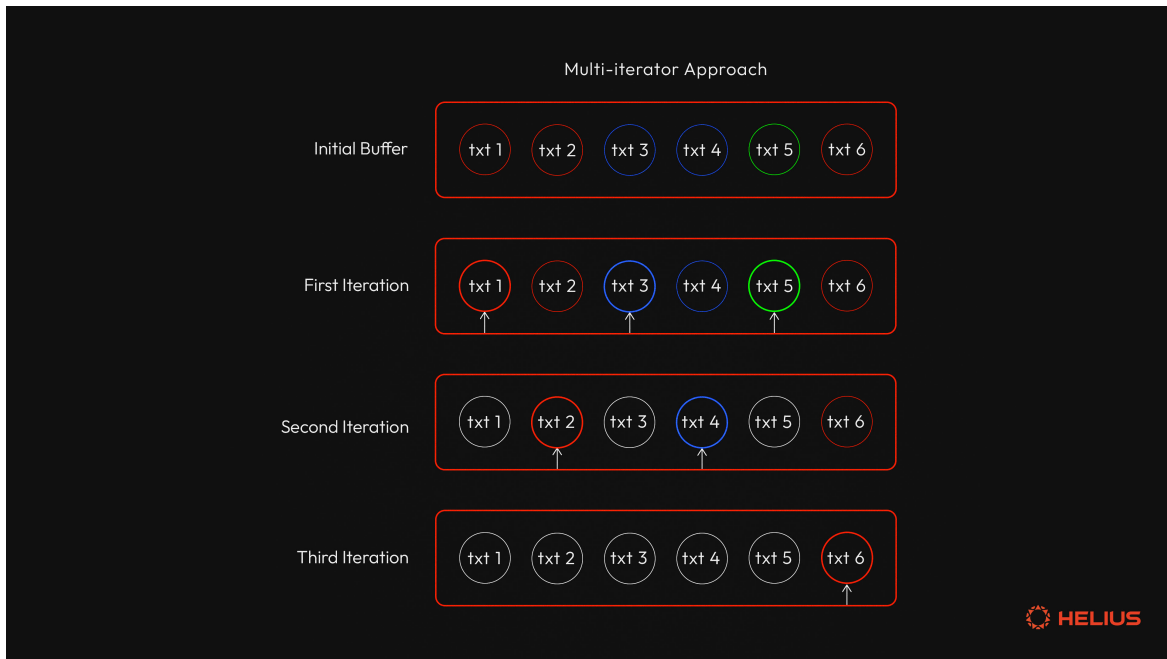 Multi-iterator Approach
Initial Buffer
txt 1 txt 2 txt 3 txt 4 txt 5 txt 6
First Iteration
txt 1 txt 2 txt 3 txt 4 txt 5 txt 6
Second Iteration
txt 1 txt 2 txt 3 txt 4 txt 5 txt 6
Third Iteration
txt 1 txt 2 txt 3 txt 4 txt 5 txt 6
HELIUS